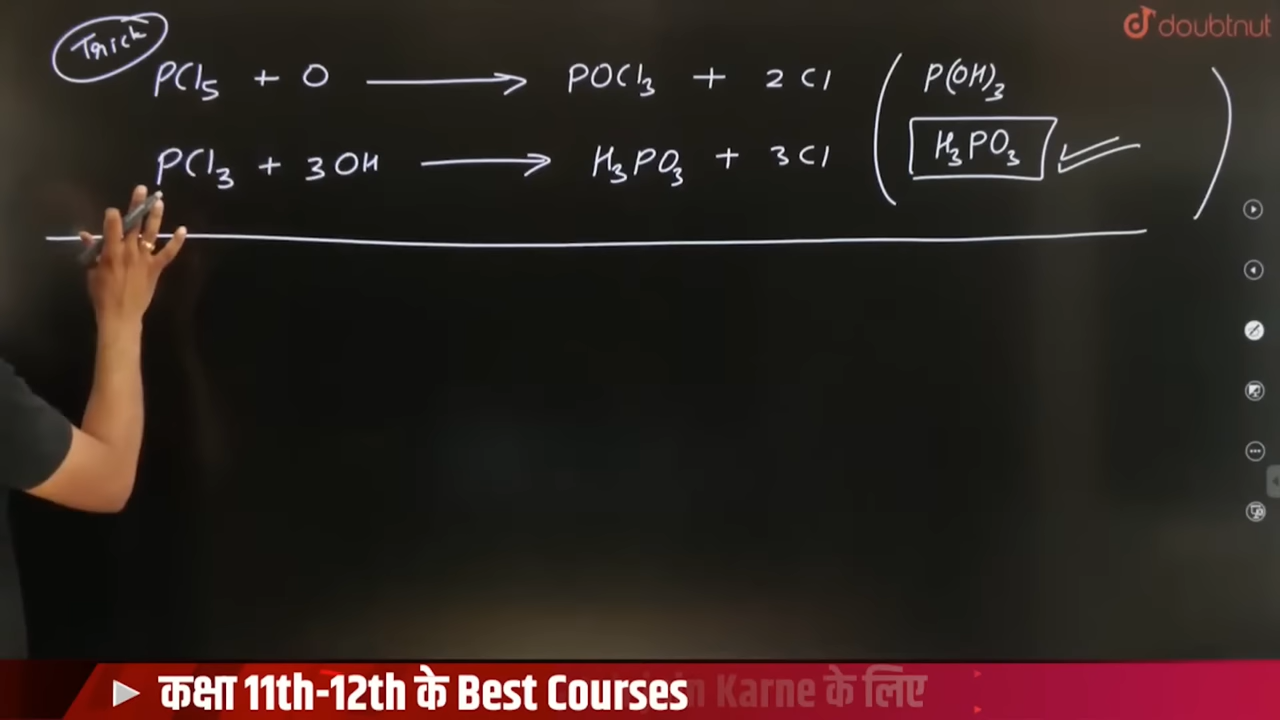 doubtnut
Trick
PCl5 + O ⟶ POCl3 + 2Cl ( P(OH)3
PCl3 + 3OH ⟶ H3PO3 + 3Cl H3PO3 )
▶ कक्षा 11th-12th के Best Courses Karne के लिए